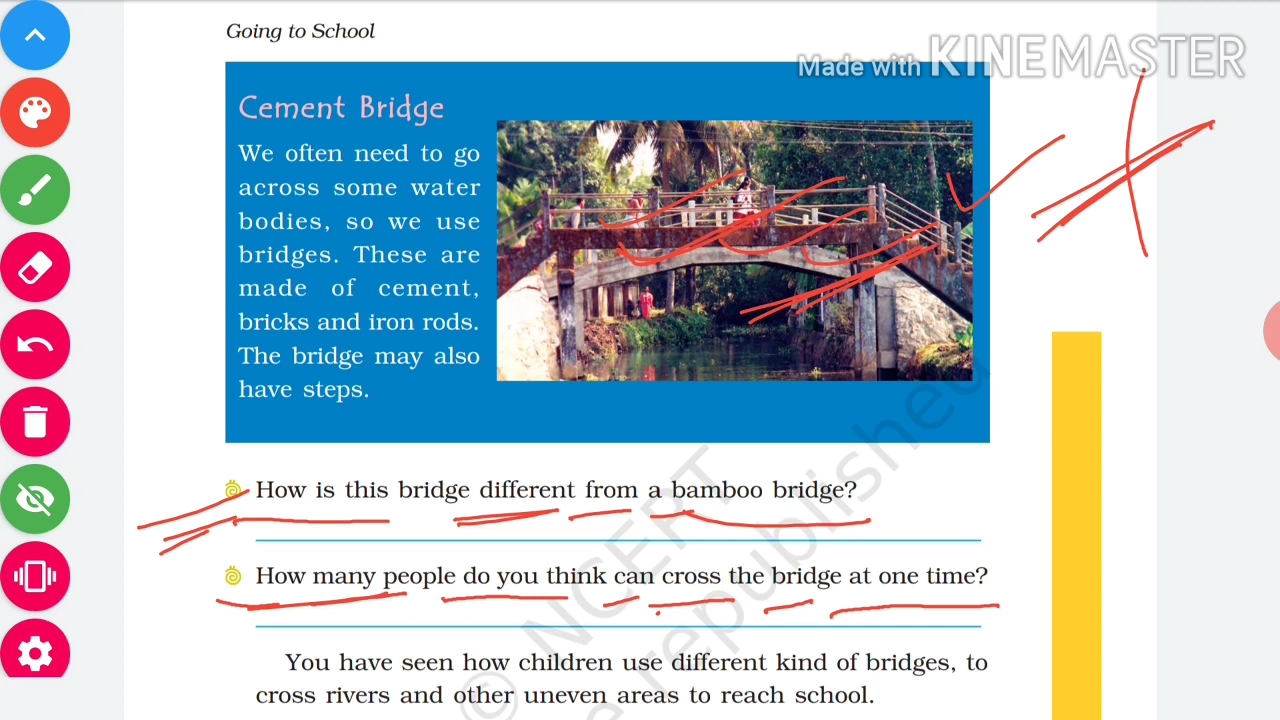 Going to School
Made with KINEMASTER
Cement Bridge
We often need to go
across some water
bodies, so we use
bridges. These are
made of cement,
bricks and iron rods.
The bridge may also
have steps.
How is this bridge different from a bamboo bridge?
How many people do you think can cross the bridge at one time?
You have seen how children use different kind of bridges, to
cross rivers and other uneven areas to reach school.
© NCERT
e republished